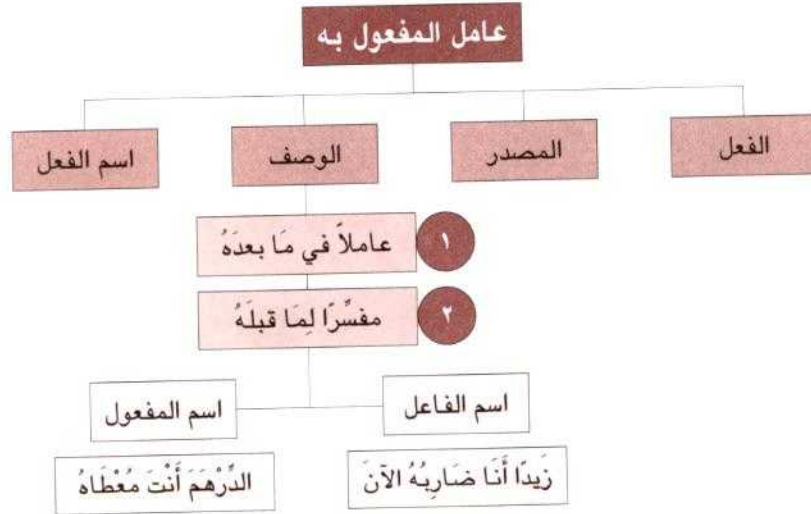 عامل المفعول به
الفعل
المصدر
الوصف
اسم الفعل
١ عاملاً في مَا بعدَهُ
٢ مفسِّرًا لِمَا قبلَهُ
اسم الفاعل
اسم المفعول
زَيدًا أَنَا ضَارِبُهُ الآنَ
الدِّرْهَمَ أَنْتَ مُعْطَاهُ